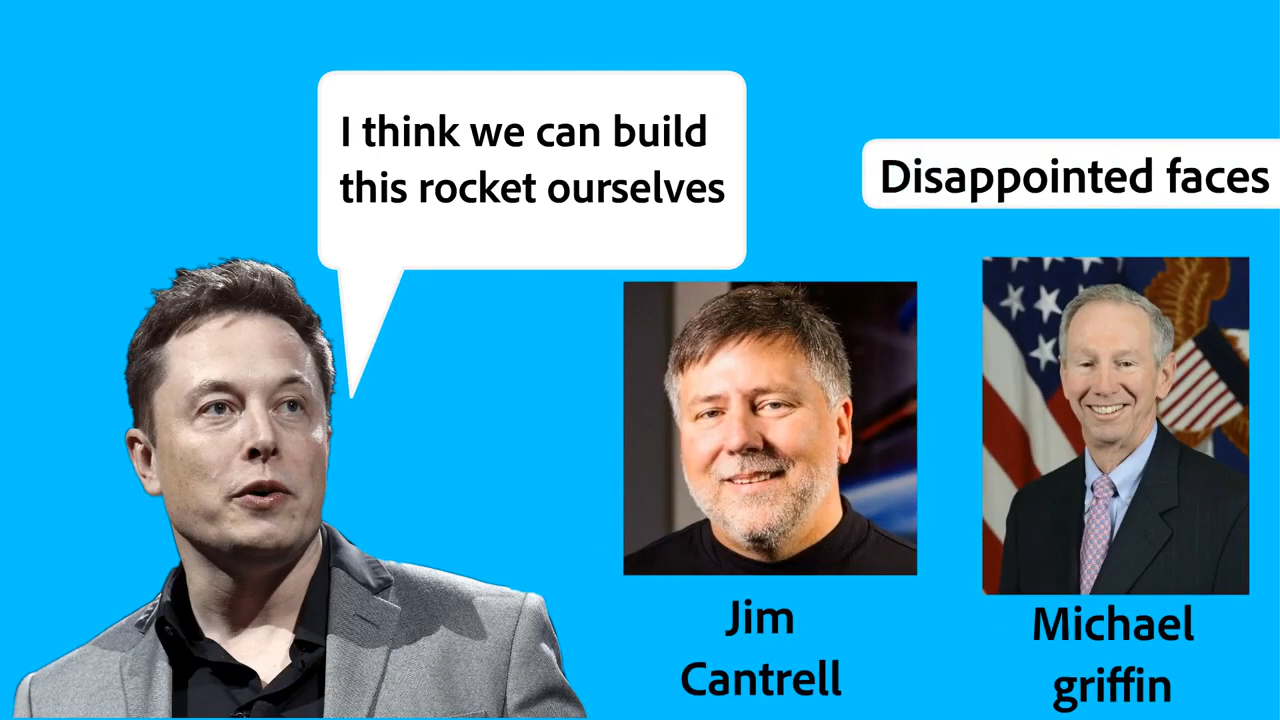 I think we can build
this rocket ourselves
Disappointed faces
Jim
Cantrell
Michael
griffin